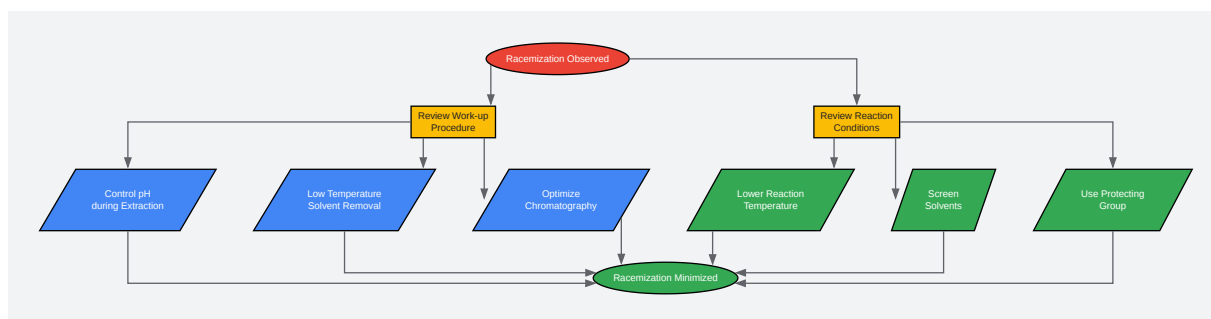 Racemization Observed
Review Work-up
Procedure
Review Reaction
Conditions
Control pH
during Extraction
Low Temperature
Solvent Removal
Optimize
Chromatography
Lower Reaction
Temperature
Screen
Solvents
Use Protecting
Group
Racemization Minimized